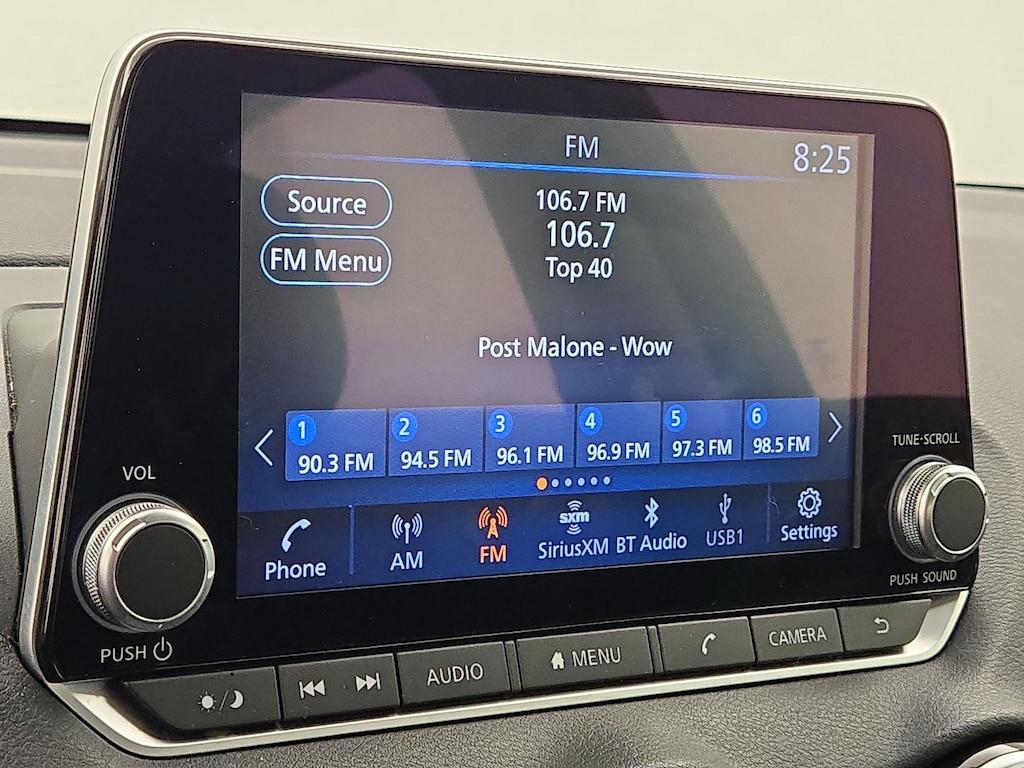 FM
8:25
Source
106.7 FM
106.7
FM Menu
Top 40
Post Malone - Wow
1
90.3 FM
2
94.5 FM
3
96.1 FM
4
96.9 FM
5
97.3 FM
6
98.5 FM
VOL
TUNE·SCROLL
Phone
AM
FM
sxm
SiriusXM
BT Audio
USB1
Settings
PUSH
PUSH SOUND
AUDIO
MENU
CAMERA